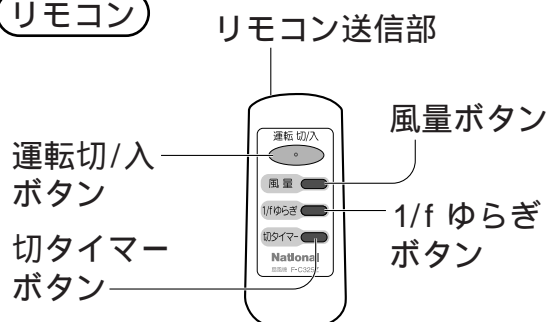 リモコン
リモコン送信部
風量ボタン
運転切/入
ボタン
1/f ゆらぎ
ボタン
切タイマー
ボタン
運転 切/入
風量
1/fゆらぎ
切タイマー
National